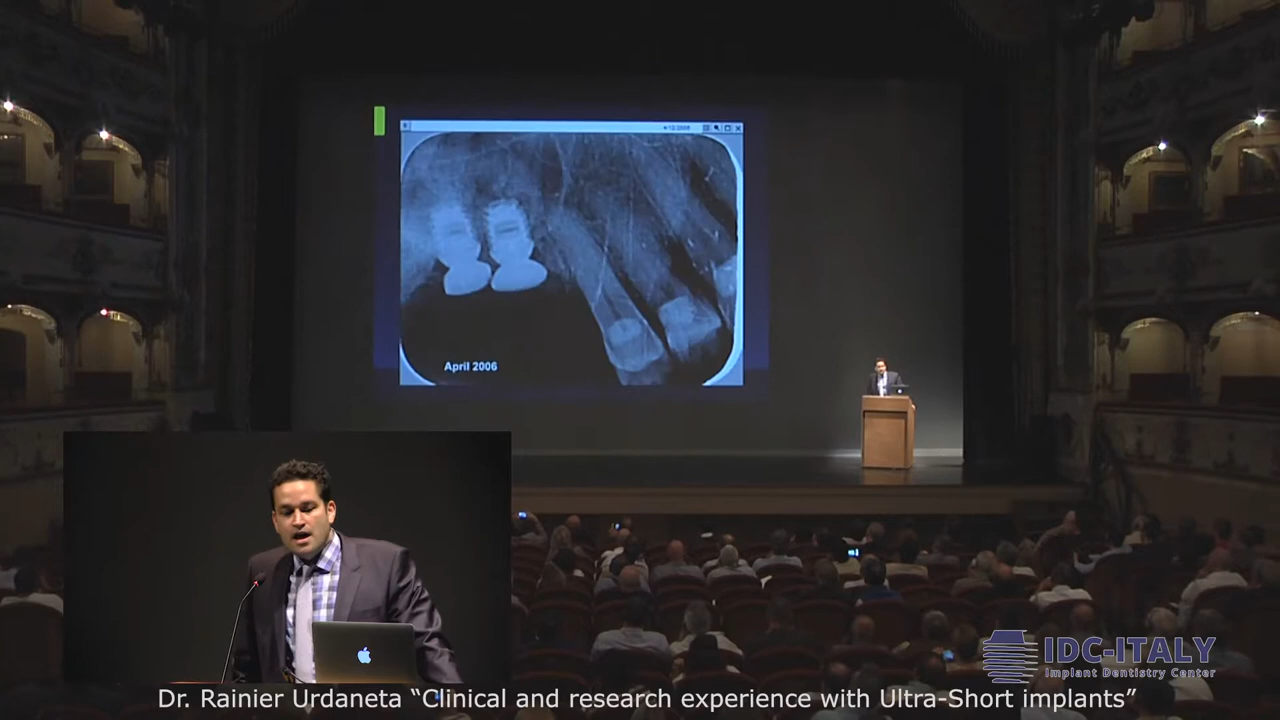 April 2006
IDC-ITALY
Implant Dentistry Center
Dr. Rainier Urdaneta “Clinical and research experience with Ultra-Short implants”